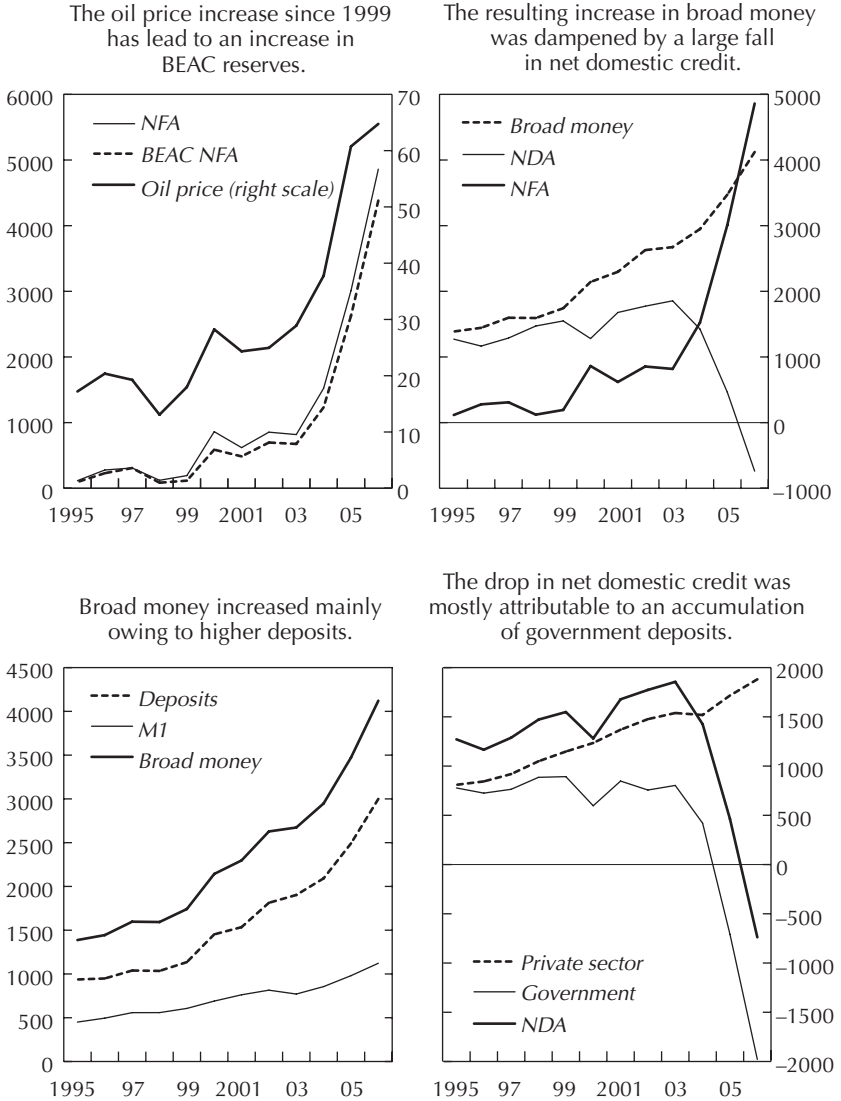 The oil price increase since 1999
has lead to an increase in
BEAC reserves.
6000
5000
4000
3000
2000
1000
0
NFA
BEAC NFA
Oil price (right scale)
70
60
50
40
30
20
10
0
1995 97 99 2001 03 05
The resulting increase in broad money
was dampened by a large fall
in net domestic credit.
Broad money
NDA
NFA
5000
4000
3000
2000
1000
0
–1000
1995 97 99 2001 03 05
Broad money increased mainly
owing to higher deposits.
4500
4000
3500
3000
2500
2000
1500
1000
500
0
Deposits
M1
Broad money
1995 97 99 2001 03 05
The drop in net domestic credit was
mostly attributable to an accumulation
of government deposits.
2000
1500
1000
500
0
–500
–1000
–1500
–2000
Private sector
Government
NDA
1995 97 99 2001 03 05